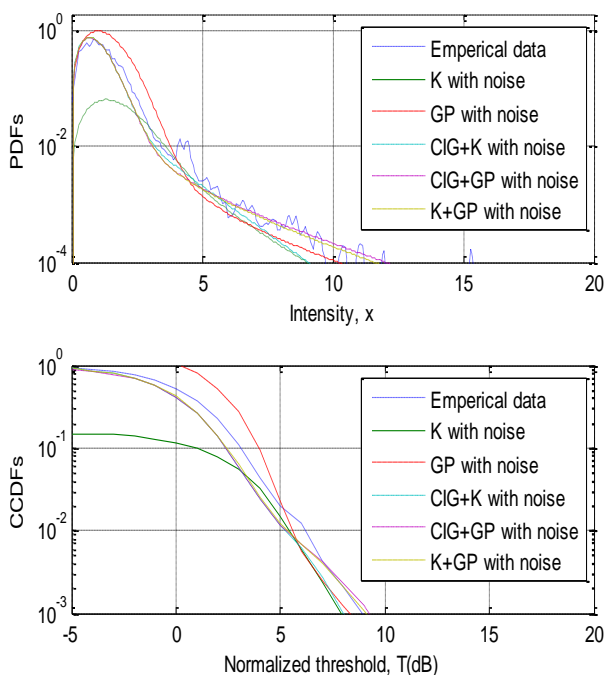 10^0
10^-2
10^-4
PDFs
0 5 10 15 20
Intensity, x
Emperical data
K with noise
GP with noise
CIG+K with noise
CIG+GP with noise
K+GP with noise
10^0
10^-1
10^-2
10^-3
CCDFs
-5 0 5 10 15 20
Normalized threshold, T(dB)
Emperical data
K with noise
GP with noise
CIG+K with noise
CIG+GP with noise
K+GP with noise